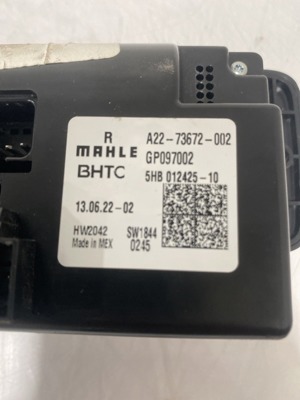 R A22-73672-002
MAHLE GP097002
BHTC 5HB 012425-10
13.06.22-02
HW2042 SW1844
Made in MEX 0245